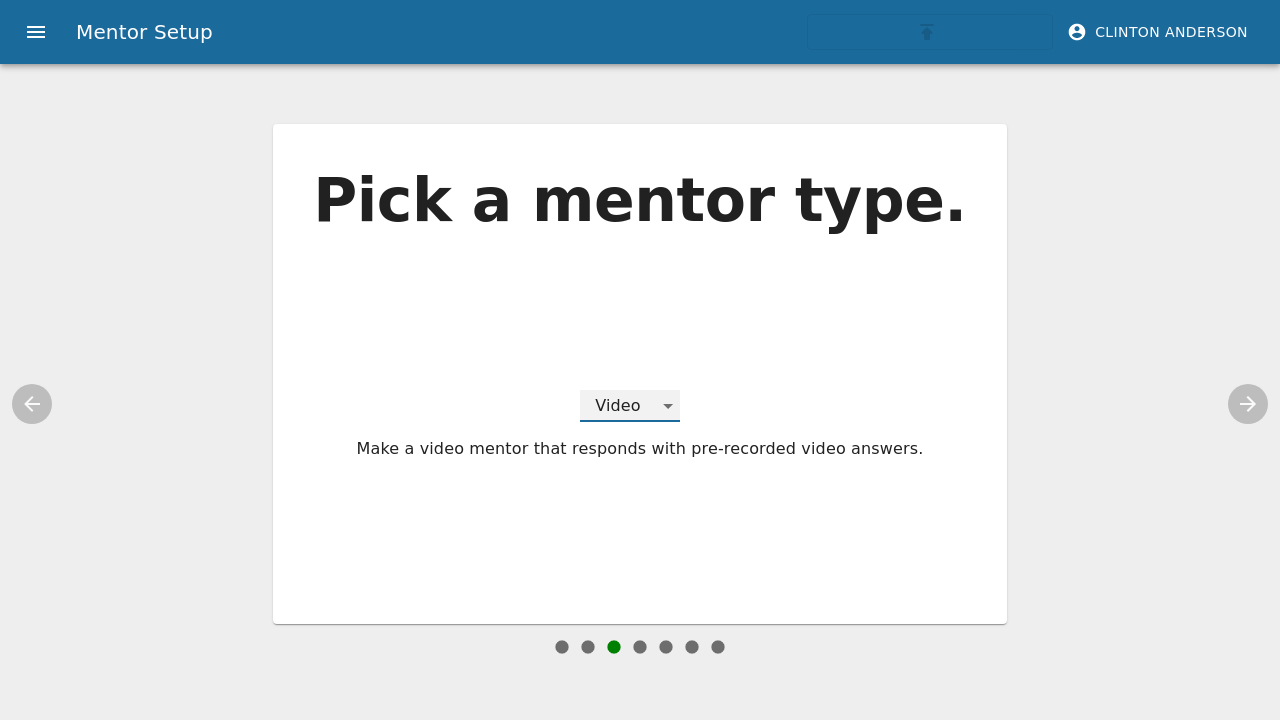 Mentor Setup
CLINTON ANDERSON
Pick a mentor type.
Video
Make a video mentor that responds with pre-recorded video answers.